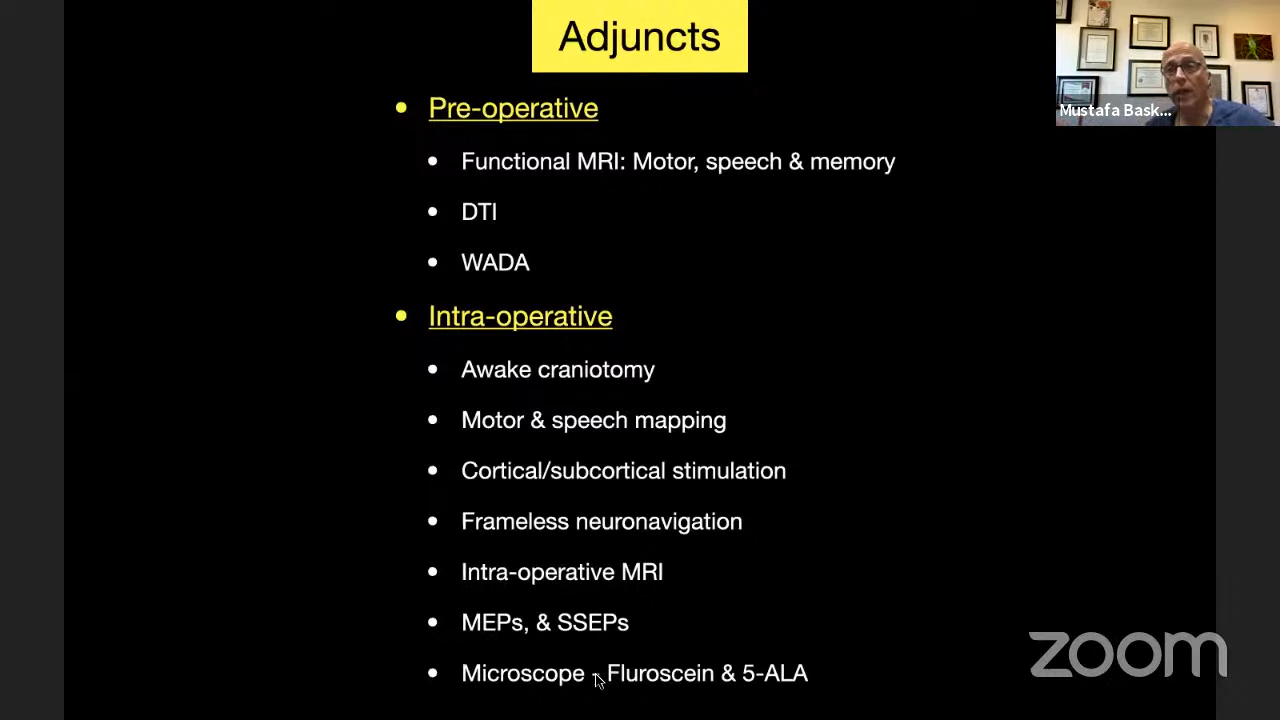 Adjuncts
Mustafa Bask...
• Pre-operative
• Functional MRI: Motor, speech & memory
• DTI
• WADA
• Intra-operative
• Awake craniotomy
• Motor & speech mapping
• Cortical/subcortical stimulation
• Frameless neuronavigation
• Intra-operative MRI
• MEPs, & SSEPs
• Microscope - Fluroscein & 5-ALA
zoom